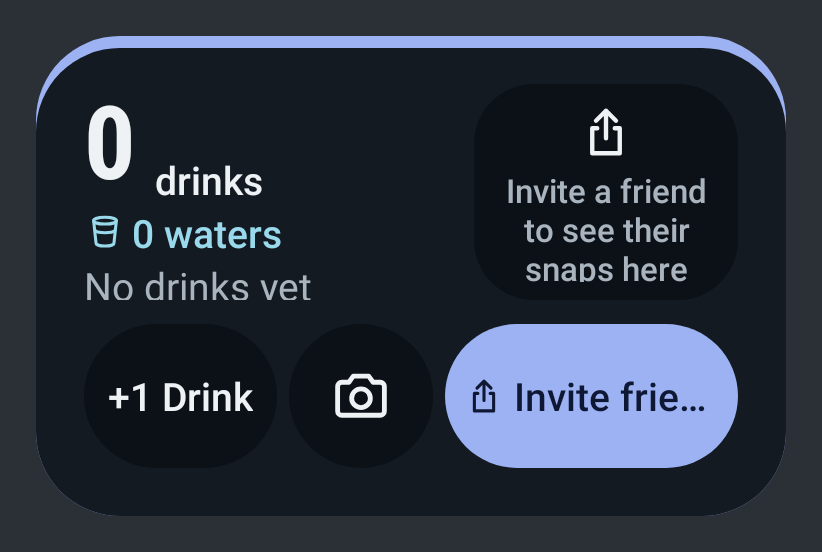 0 drinks
0 waters
No drinks yet
Invite a friend
to see their
snaps here
+1 Drink
Invite frie...